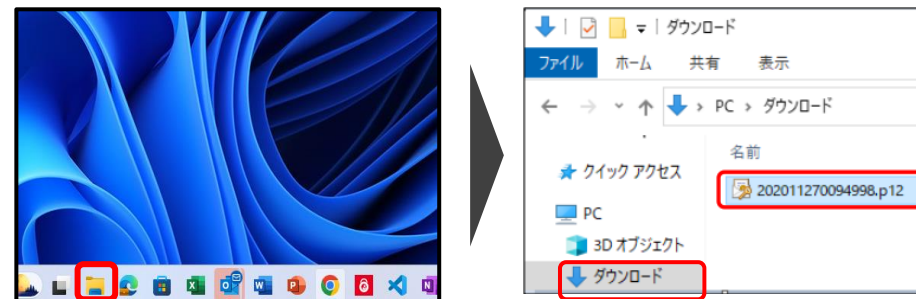 ダウンロード
ファイル ホーム 共有 表示
PC › ダウンロード
名前
クイック アクセス
202011270094998.p12
PC
3D オブジェクト
ダウンロード